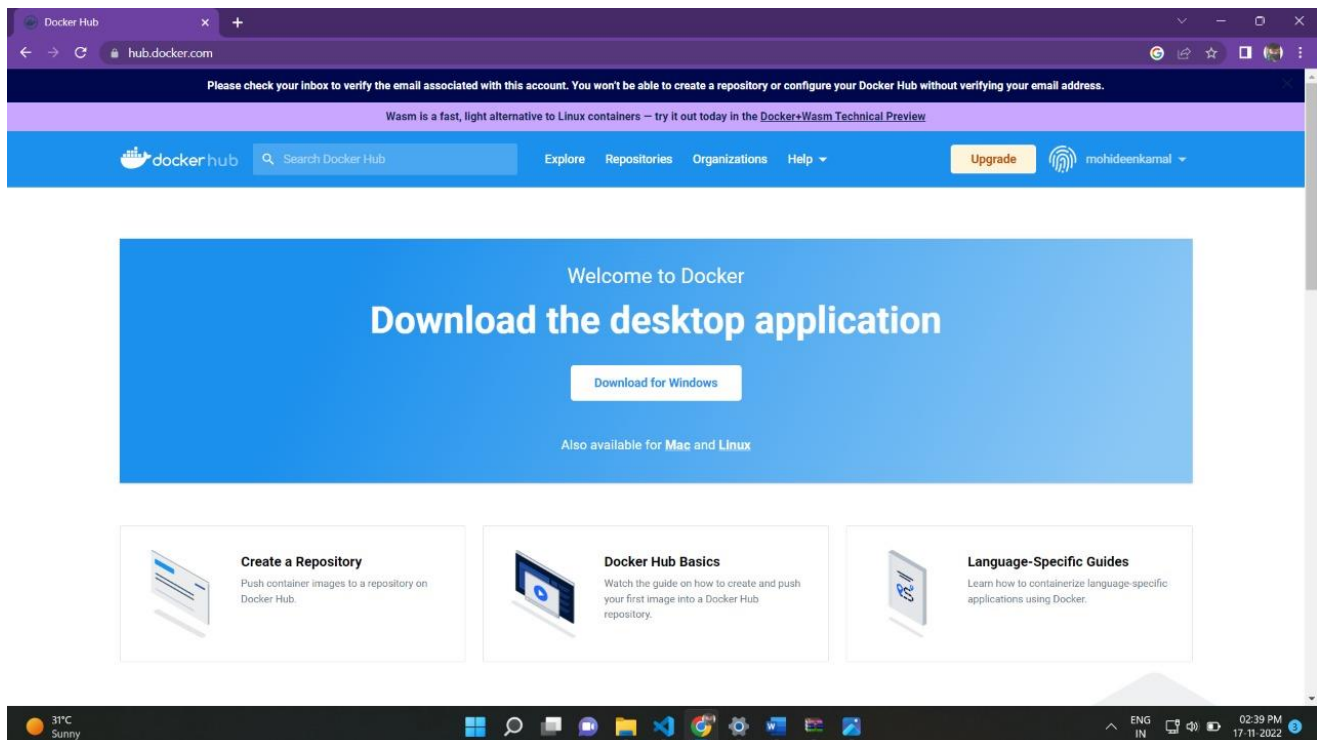 Docker Hub
hub.docker.com
Please check your inbox to verify the email associated with this account. You won't be able to create a repository or configure your Docker Hub without verifying your email address.
Wasm is a fast, light alternative to Linux containers – try it out today in the Docker+Wasm Technical Preview
dockerhub
Search Docker Hub
Explore
Repositories
Organizations
Help
Upgrade
mohideenkamal
Welcome to Docker
Download the desktop application
Download for Windows
Also available for Mac and Linux
Create a Repository
Push container images to a repository on
Docker Hub.
Docker Hub Basics
Watch the guide on how to create and push
your first image into a Docker Hub
repository.
Language-Specific Guides
Learn how to containerize language-specific
applications using Docker.
31°C
Sunny
ENG
IN
02:39 PM
17-11-2022
3